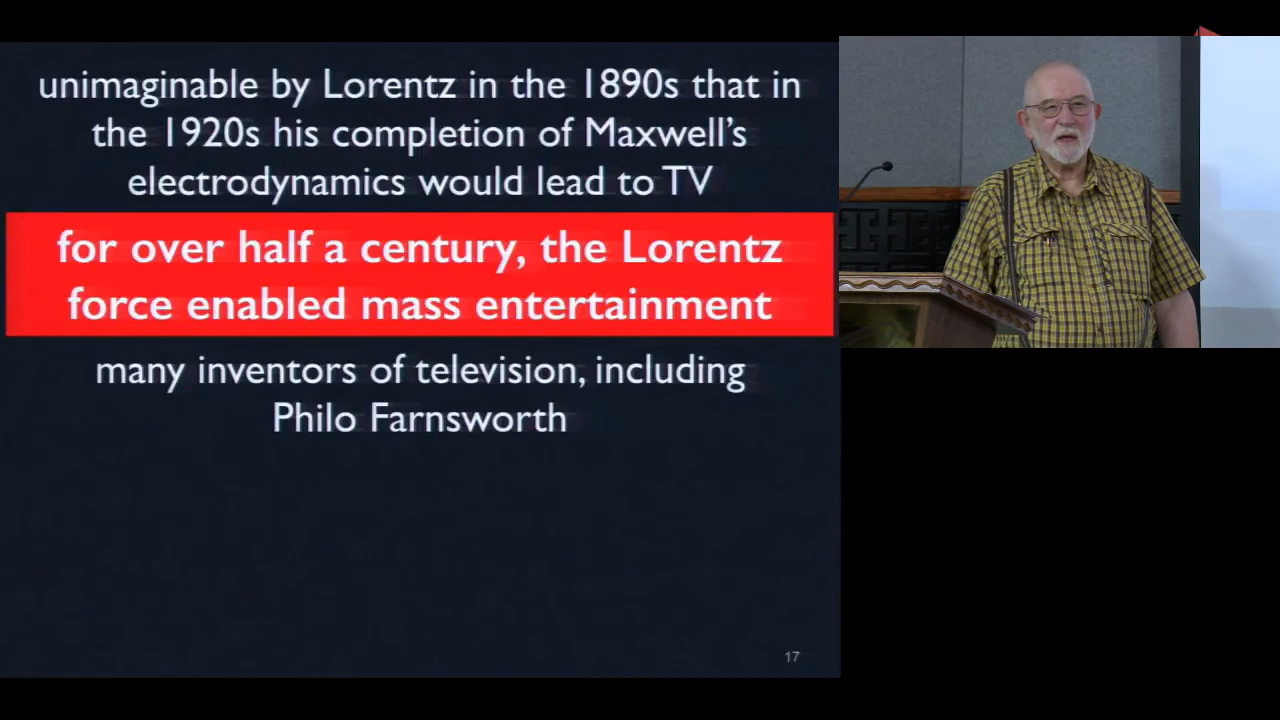 unimaginable by Lorentz in the 1890s that in
the 1920s his completion of Maxwell’s
electrodynamics would lead to TV
for over half a century, the Lorentz
force enabled mass entertainment
many inventors of television, including
Philo Farnsworth
17